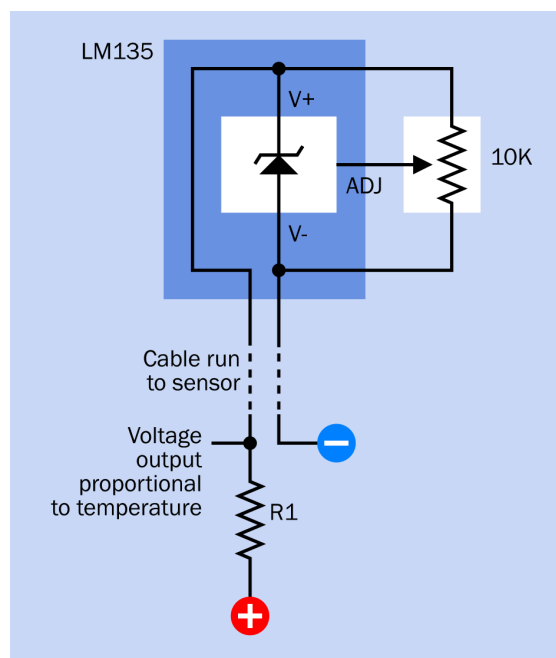 LM135
V+
10K
ADJ
V-
Cable run
to sensor
Voltage
output
proportional
to temperature
R1